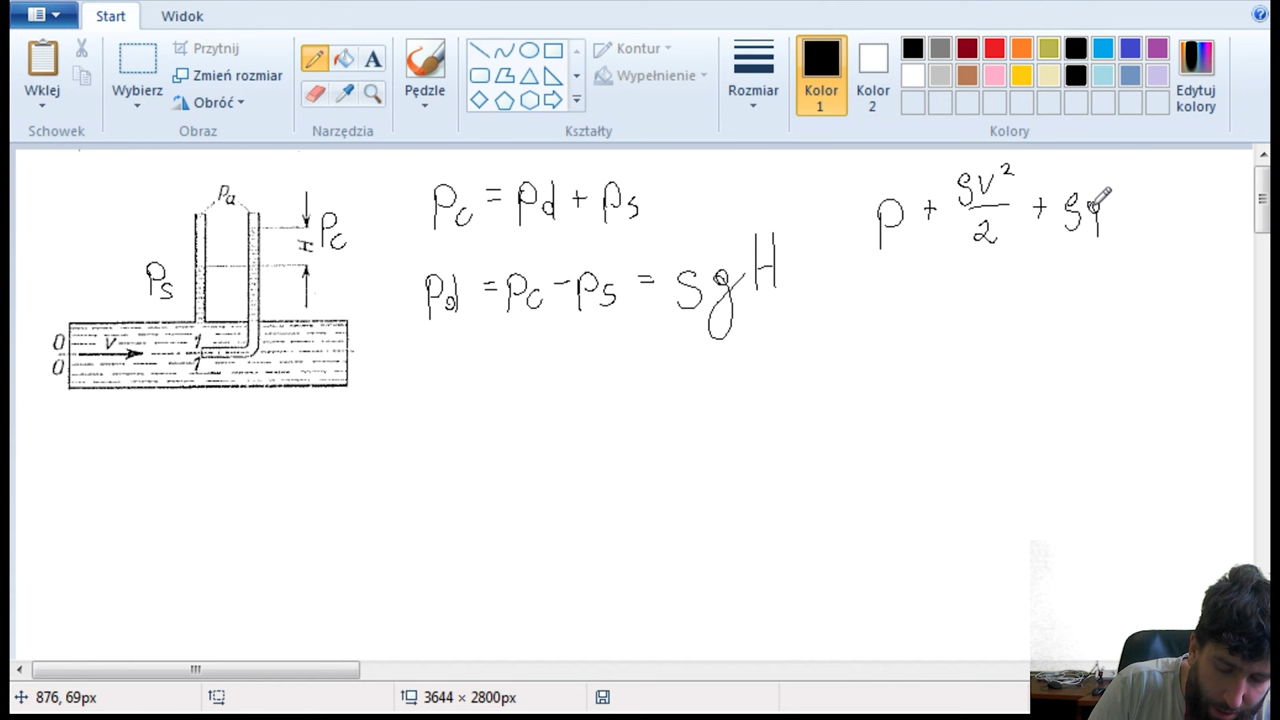 Start
Widok
Wklej
Wybierz
Przytnij
Zmień rozmiar
Obróć
A
Pędzle
Kontur
Wypełnienie
Rozmiar
Kolor 1
Kolor 2
Edytuj kolory
Schowek
Obraz
Narzędzia
Kształty
Kolory
pa
H
Pc
Ps
0
0
V
1
1
pc = pd + ps
pd = pc - ps = ρgH
p + ρv²/2 + ρg
876, 69px
3644 × 2800px